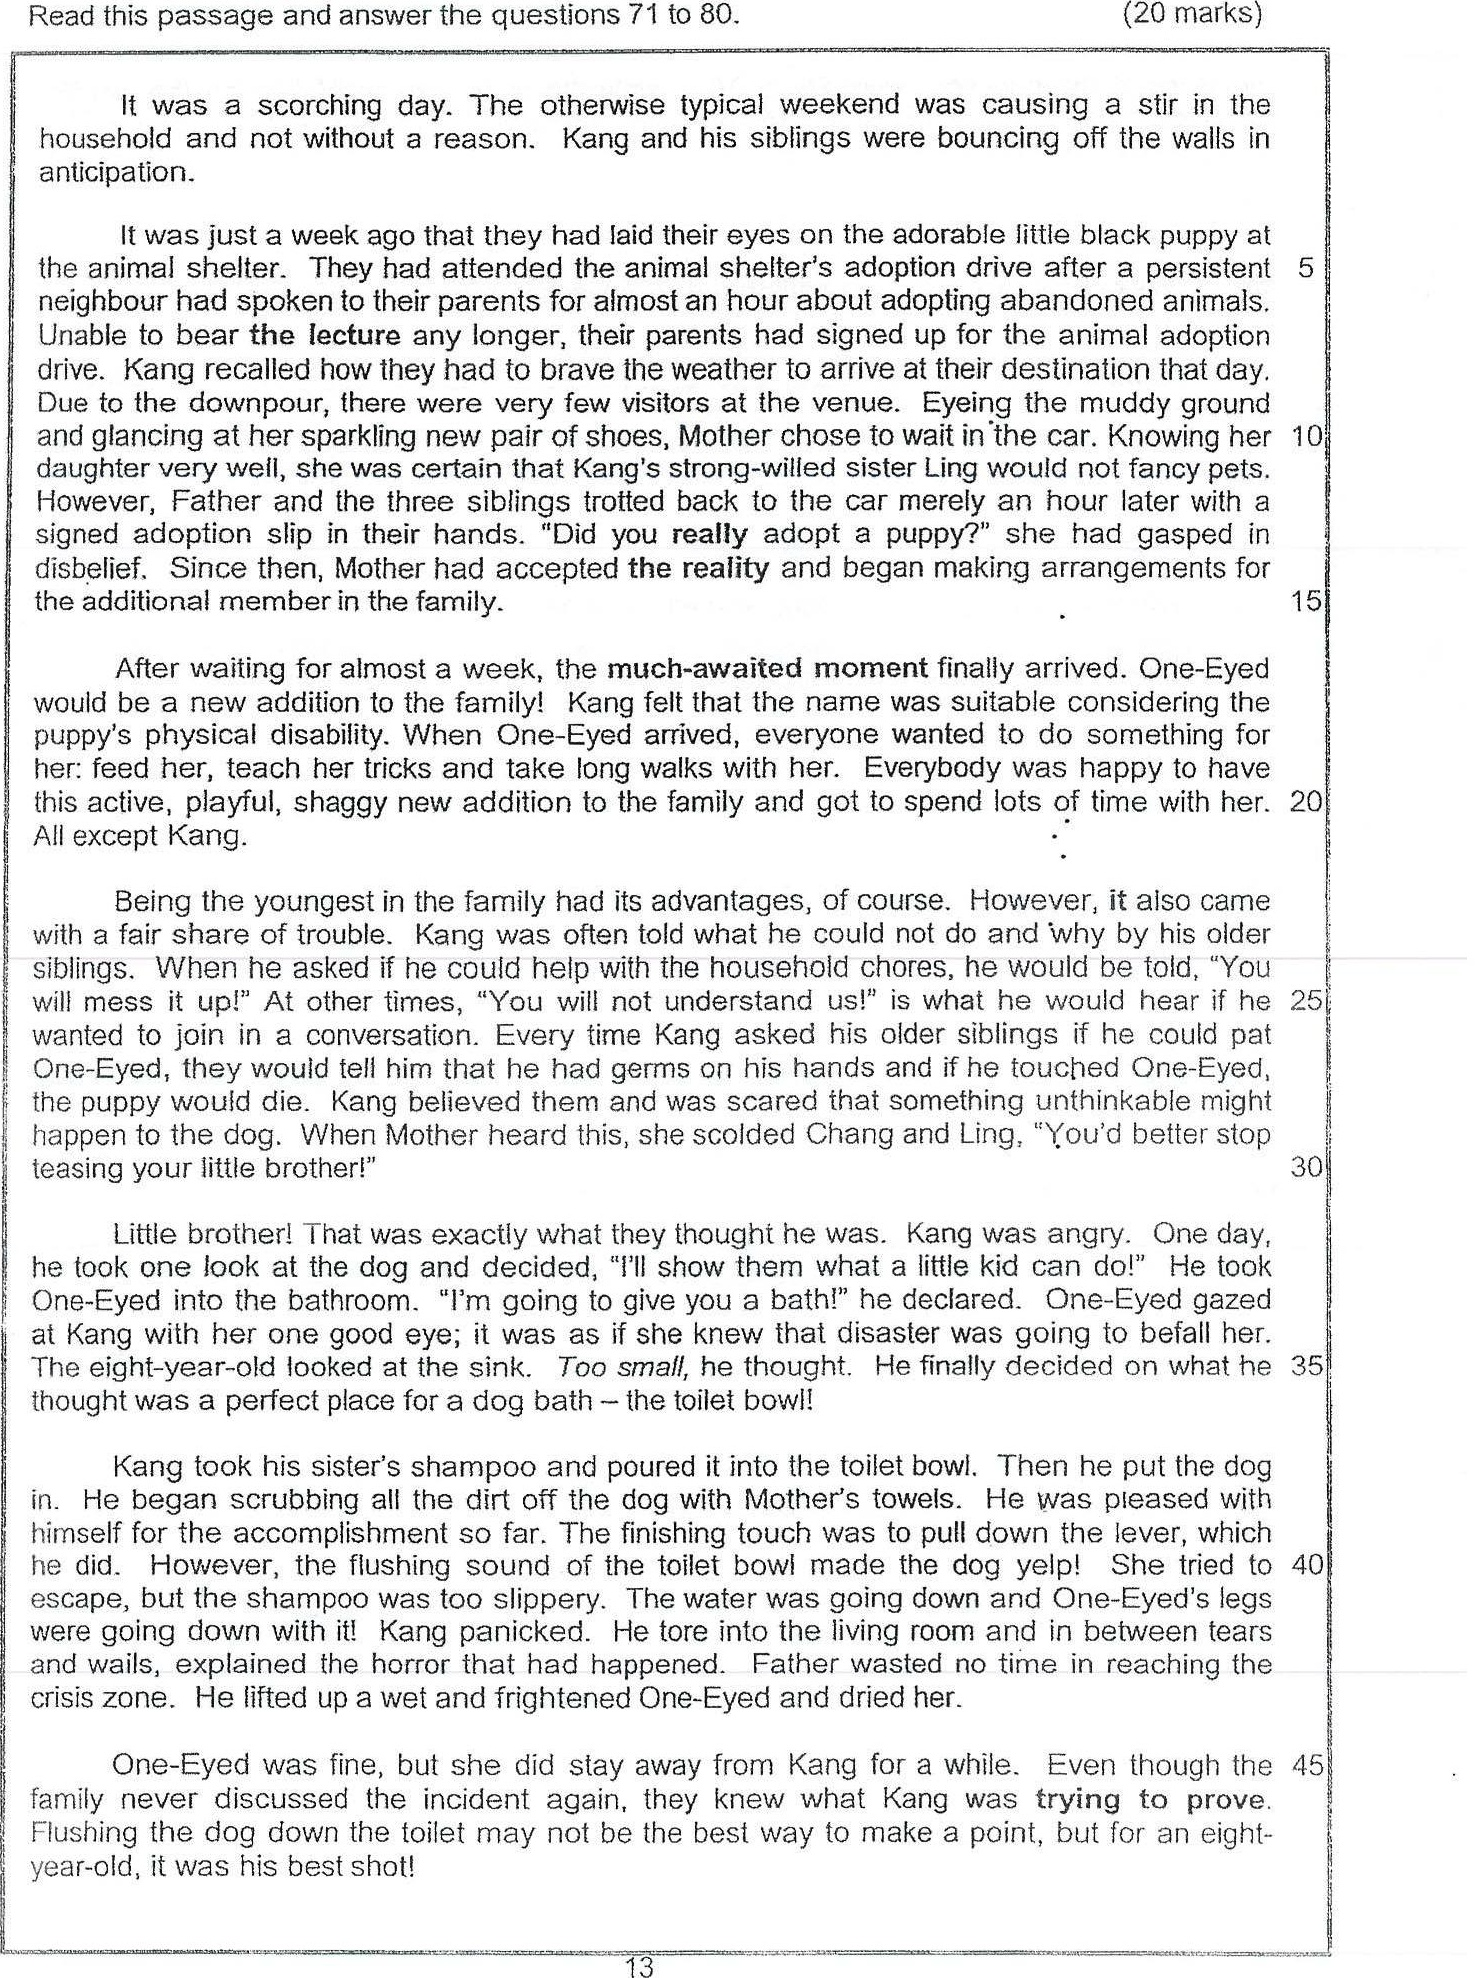 Read this passage and answer the questions 71 to 80. (20 marks)
It was a scorching day. The otherwise typical weekend was causing a stir in the
household and not without a reason. Kang and his siblings were bouncing off the walls in
anticipation.
It was just a week ago that they had laid their eyes on the adorable little black puppy at
the animal shelter. They had attended the animal shelter's adoption drive after a persistent 5
neighbour had spoken to their parents for almost an hour about adopting abandoned animals.
Unable to bear the lecture any longer, their parents had signed up for the animal adoption
drive. Kang recalled how they had to brave the weather to arrive at their destination that day.
Due to the downpour, there were very few visitors at the venue. Eyeing the muddy ground
and glancing at her sparkling new pair of shoes, Mother chose to wait in the car. Knowing her 10
daughter very well, she was certain that Kang's strong-willed sister Ling would not fancy pets.
However, Father and the three siblings trotted back to the car merely an hour later with a
signed adoption slip in their hands. "Did you really adopt a puppy?" she had gasped in
disbelief. Since then, Mother had accepted the reality and began making arrangements for
the additional member in the family. 15
After waiting for almost a week, the much-awaited moment finally arrived. One-Eyed
would be a new addition to the family! Kang felt that the name was suitable considering the
puppy's physical disability. When One-Eyed arrived, everyone wanted to do something for
her: feed her, teach her tricks and take long walks with her. Everybody was happy to have
this active, playful, shaggy new addition to the family and got to spend lots of time with her. 20
All except Kang.
Being the youngest in the family had its advantages, of course. However, it also came
with a fair share of trouble. Kang was often told what he could not do and why by his older
siblings. When he asked if he could help with the household chores, he would be told, "You
will mess it up!" At other times, "You will not understand us!" is what he would hear if he 25
wanted to join in a conversation. Every time Kang asked his older siblings if he could pat
One-Eyed, they would tell him that he had germs on his hands and if he touched One-Eyed,
the puppy would die. Kang believed them and was scared that something unthinkable might
happen to the dog. When Mother heard this, she scolded Chang and Ling, "You'd better stop
teasing your little brother!" 30
Little brother! That was exactly what they thought he was. Kang was angry. One day,
he took one look at the dog and decided, "I'll show them what a little kid can do!" He took
One-Eyed into the bathroom. "I'm going to give you a bath!" he declared. One-Eyed gazed
at Kang with her one good eye; it was as if she knew that disaster was going to befall her.
The eight-year-old looked at the sink. Too small, he thought. He finally decided on what he 35
thought was a perfect place for a dog bath – the toilet bowl!
Kang took his sister's shampoo and poured it into the toilet bowl. Then he put the dog
in. He began scrubbing all the dirt off the dog with Mother's towels. He was pleased with
himself for the accomplishment so far. The finishing touch was to pull down the lever, which
he did. However, the flushing sound of the toilet bowl made the dog yelp! She tried to 40
escape, but the shampoo was too slippery. The water was going down and One-Eyed's legs
were going down with it! Kang panicked. He tore into the living room and in between tears
and wails, explained the horror that had happened. Father wasted no time in reaching the
crisis zone. He lifted up a wet and frightened One-Eyed and dried her.
One-Eyed was fine, but she did stay away from Kang for a while. Even though the 45
family never discussed the incident again, they knew what Kang was trying to prove.
Flushing the dog down the toilet may not be the best way to make a point, but for an eight-
year-old, it was his best shot!
13